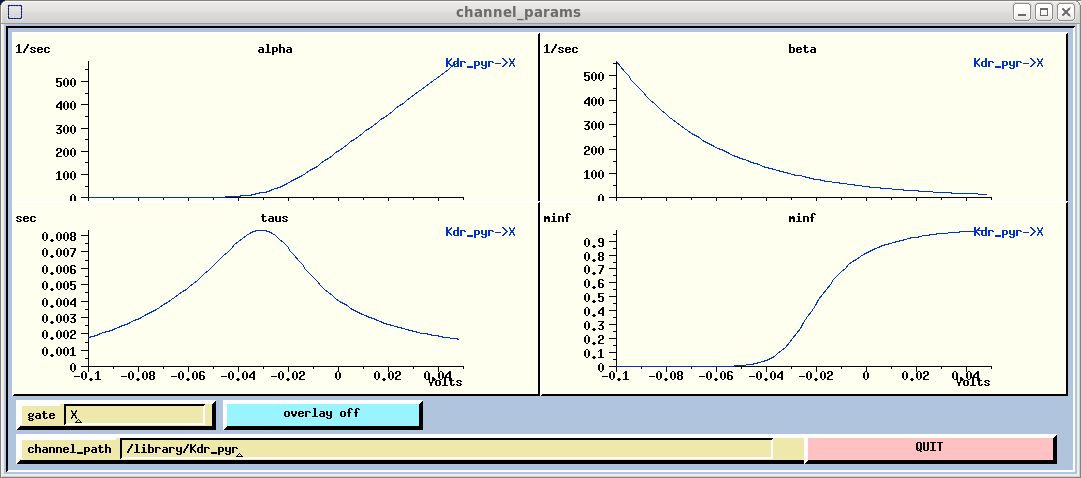 channel_params
1/sec alpha Kdr_pyr->X
500
400
300
200
100
0
1/sec beta Kdr_pyr->X
500
400
300
200
100
0
sec taus Kdr_pyr->X
0.008
0.007
0.006
0.005
0.004
0.003
0.002
0.001
0
-0.1 -0.08 -0.06 -0.04 -0.02 0 0.02 0.04
Volts
minf minf Kdr_pyr->X
0.9
0.8
0.7
0.6
0.5
0.4
0.3
0.2
0.1
0
-0.1 -0.08 -0.06 -0.04 -0.02 0 0.02 0.04
Volts
gate X overlay off
channel_path /library/Kdr_pyr QUIT